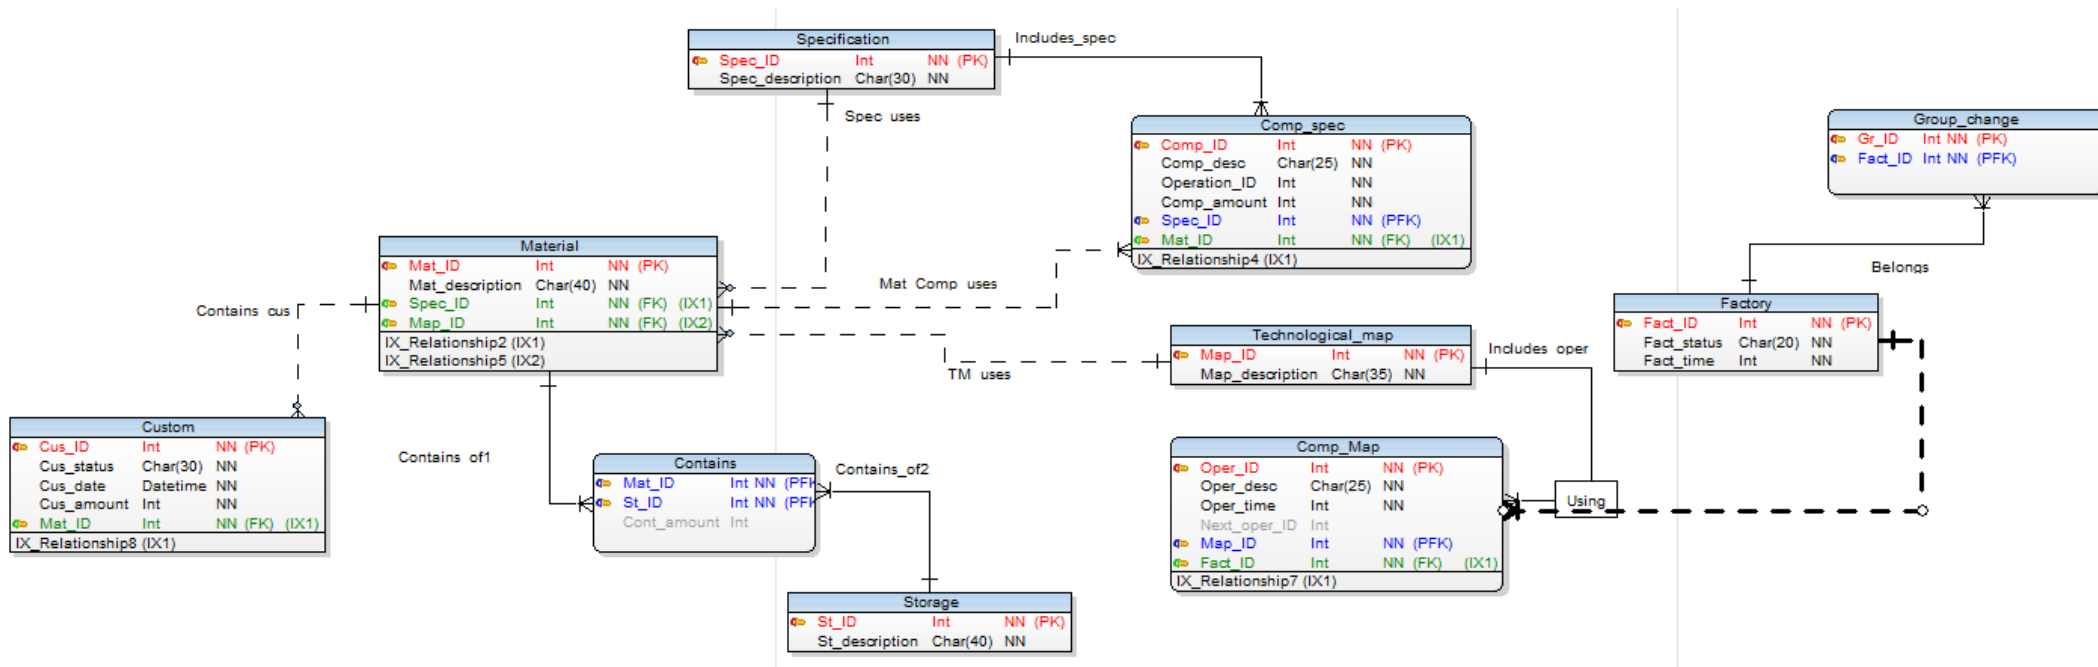 Specification
Spec_ID Int NN (PK)
Spec_description Char(30) NN
Includes_spec
Spec uses
Comp_spec
Comp_ID Int NN (PK)
Comp_desc Char(25) NN
Operation_ID Int NN
Comp_amount Int NN
Spec_ID Int NN (PFK)
Mat_ID Int NN (FK) (IX1)
IX_Relationship4 (IX1)
Group_change
Gr_ID Int NN (PK)
Fact_ID Int NN (PFK)
Belongs
Material
Mat_ID Int NN (PK)
Mat_description Char(40) NN
Spec_ID Int NN (FK) (IX1)
Map_ID Int NN (FK) (IX2)
IX_Relationship2 (IX1)
IX_Relationship5 (IX2)
Mat Comp uses
Contains cus
Factory
Fact_ID Int NN (PK)
Fact_status Char(20) NN
Fact_time Int NN
Technological_map
Map_ID Int NN (PK)
Map_description Char(35) NN
Includes oper
TM uses
Custom
Cus_ID Int NN (PK)
Cus_status Char(30) NN
Cus_date Datetime NN
Cus_amount Int NN
Mat_ID Int NN (FK) (IX1)
IX_Relationship8 (IX1)
Contains of1
Contains
Mat_ID Int NN (PFK
St_ID Int NN (PFK
Cont_amount Int
Contains_of2
Comp_Map
Oper_ID Int NN (PK)
Oper_desc Char(25) NN
Oper_time Int NN
Next_oper_ID Int
Map_ID Int NN (PFK)
Fact_ID Int NN (FK) (IX1)
IX_Relationship7 (IX1)
Using
Storage
St_ID Int NN (PK)
St_description Char(40) NN